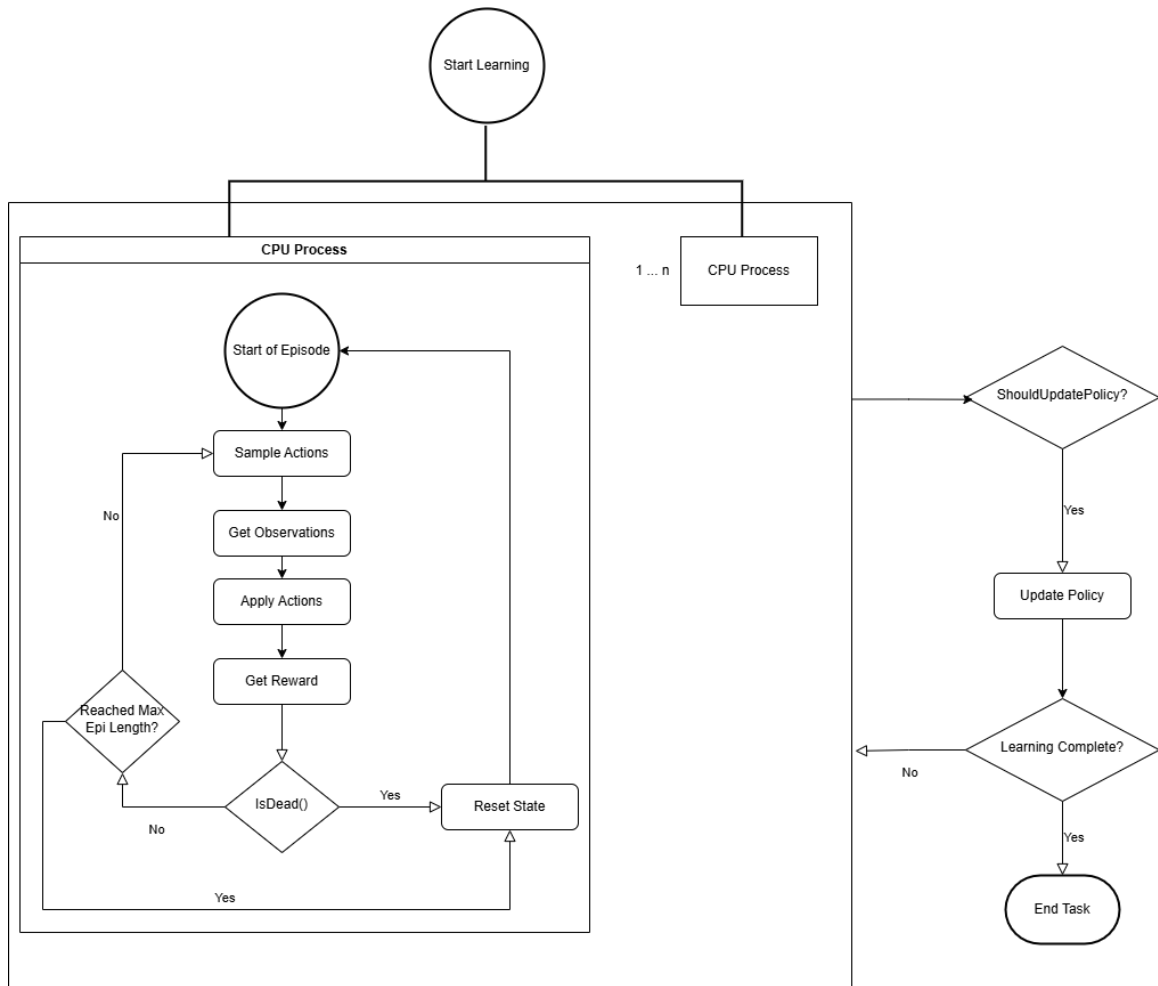 Start Learning
CPU Process
1 ... n
CPU Process
Start of Episode
ShouldUpdatePolicy?
Sample Actions
No
Yes
Get Observations
Apply Actions
Update Policy
Get Reward
Reached Max
Epi Length?
Learning Complete?
No
IsDead()
Yes
Reset State
No
Yes
Yes
End Task